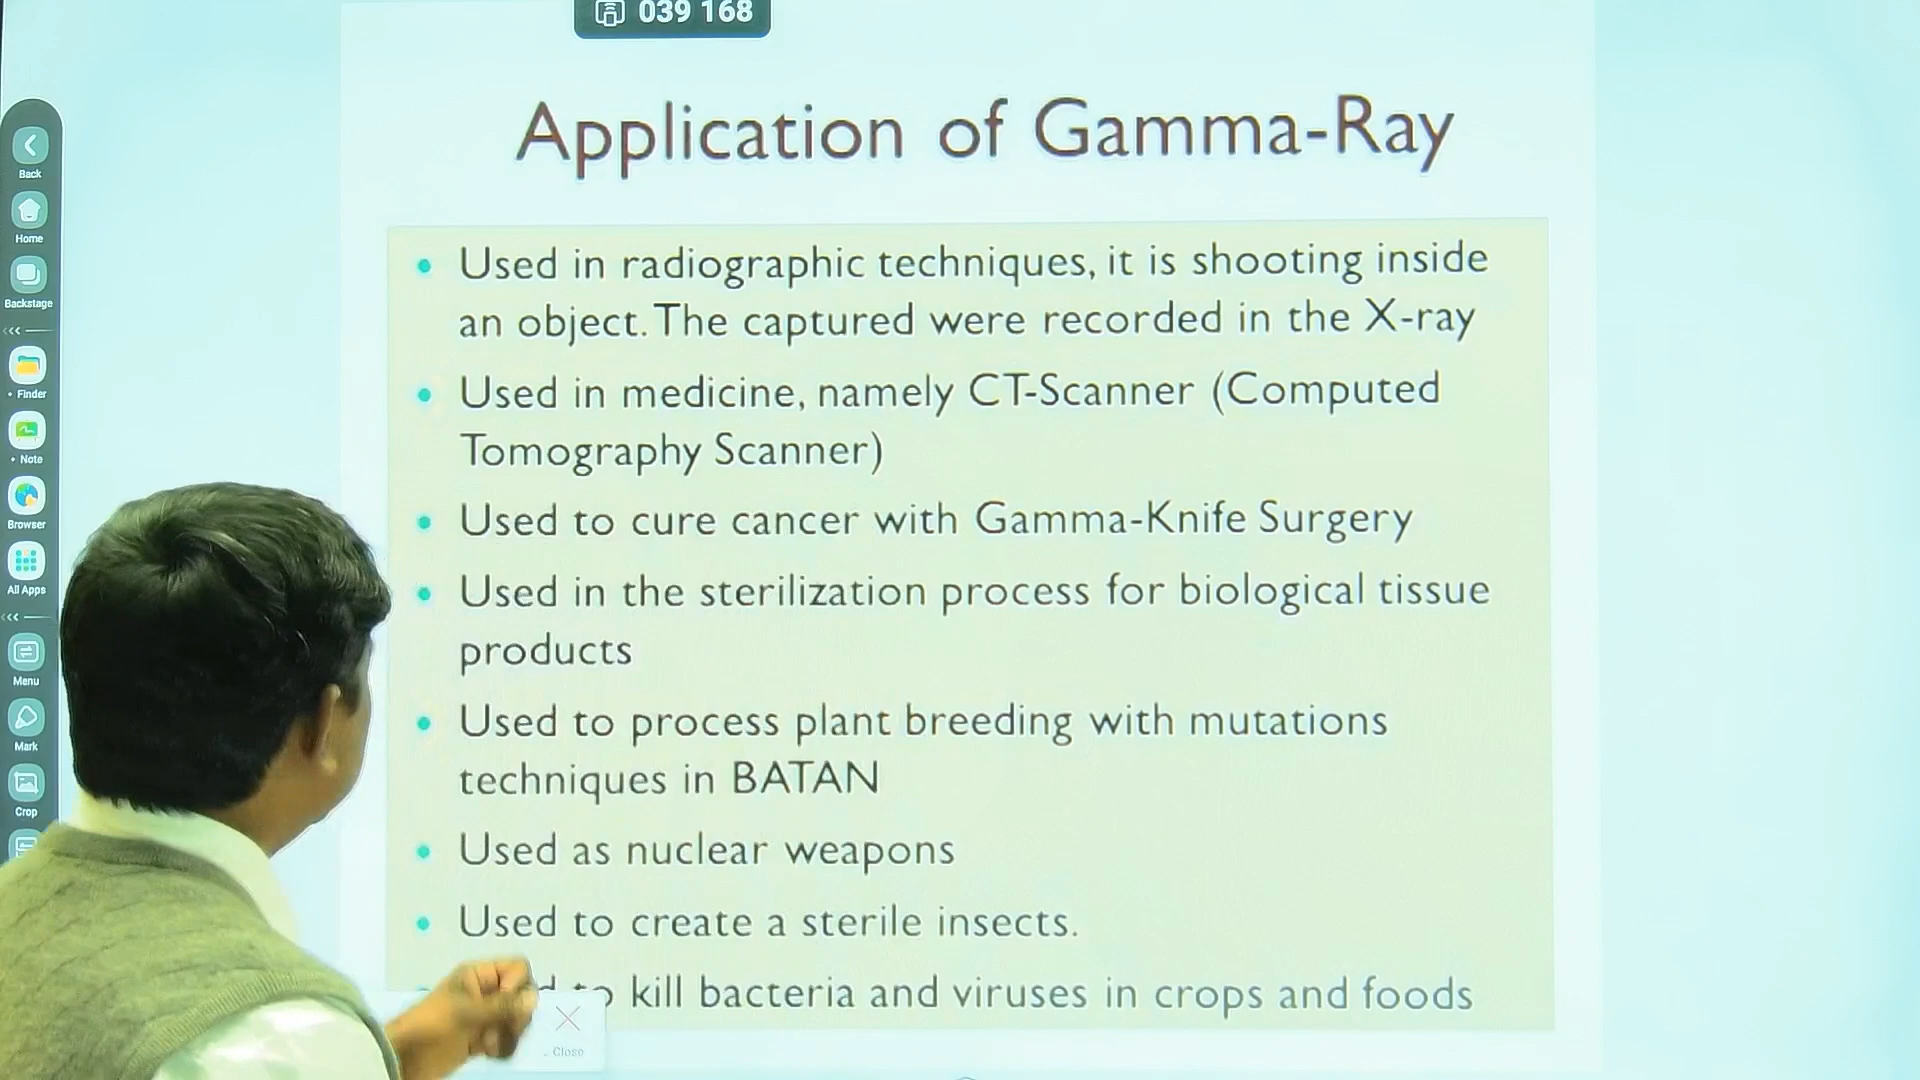 039 168
Application of Gamma-Ray
Used in radiographic techniques, it is shooting inside
an object. The captured were recorded in the X-ray
Used in medicine, namely CT-Scanner (Computed
Tomography Scanner)
Used to cure cancer with Gamma-Knife Surgery
Used in the sterilization process for biological tissue
products
Used to process plant breeding with mutations
techniques in BATAN
Used as nuclear weapons
Used to create a sterile insects.
to kill bacteria and viruses in crops and foods
Close
Back
Home
Backstage
Finder
Note
Browser
All Apps
Menu
Mark
Crop